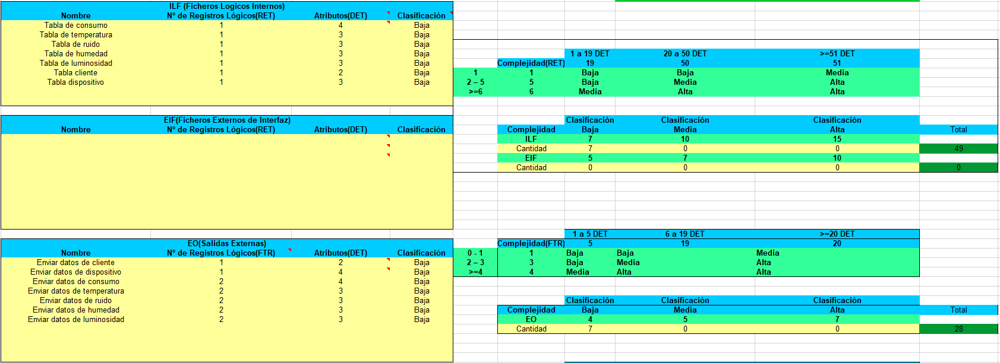 ILF (Ficheros Logicos Internos)
Nombre Nº de Registros Lógicos(RET) Atributos(DET) Clasificación
Tabla de consumo 1 4 Baja
Tabla de temperatura 1 3 Baja
Tabla de ruido 1 3 Baja
Tabla de humedad 1 3 Baja
Tabla de luminosidad 1 3 Baja
Tabla cliente 1 2 Baja
Tabla dispositivo 1 3 Baja
1 a 19 DET 20 a 50 DET >=51 DET
Complejidad(RET) 19 50 51
1 1 Baja Baja Media
2 – 5 5 Baja Media Alta
>=6 6 Media Alta Alta
EIF(Ficheros Externos de Interfaz)
Nombre Nº de Registros Lógicos(RET) Atributos(DET) Clasificación
Clasificación Clasificación Clasificación
Complejidad Baja Media Alta Total
ILF 7 10 15
Cantidad 7 0 0 49
EIF 5 7 10
Cantidad 0 0 0 0
EO(Salidas Externas)
Nombre Nº de Registros Lógicos(FTR) Atributos(DET) Clasificación
Enviar datos de cliente 1 2 Baja
Enviar datos de dispositivo 1 4 Baja
Enviar datos de consumo 2 4 Baja
Enviar datos de temperatura 2 3 Baja
Enviar datos de ruido 2 3 Baja
Enviar datos de humedad 2 3 Baja
Enviar datos de luminosidad 2 3 Baja
1 a 5 DET 6 a 19 DET >=20 DET
Complejidad(FTR) 5 19 20
0 - 1 1 Baja Baja Media
2 – 3 3 Baja Media Alta
>=4 4 Media Alta Alta
Clasificación Clasificación Clasificación
Complejidad Baja Media Alta Total
EO 4 5 7
Cantidad 7 0 0 28